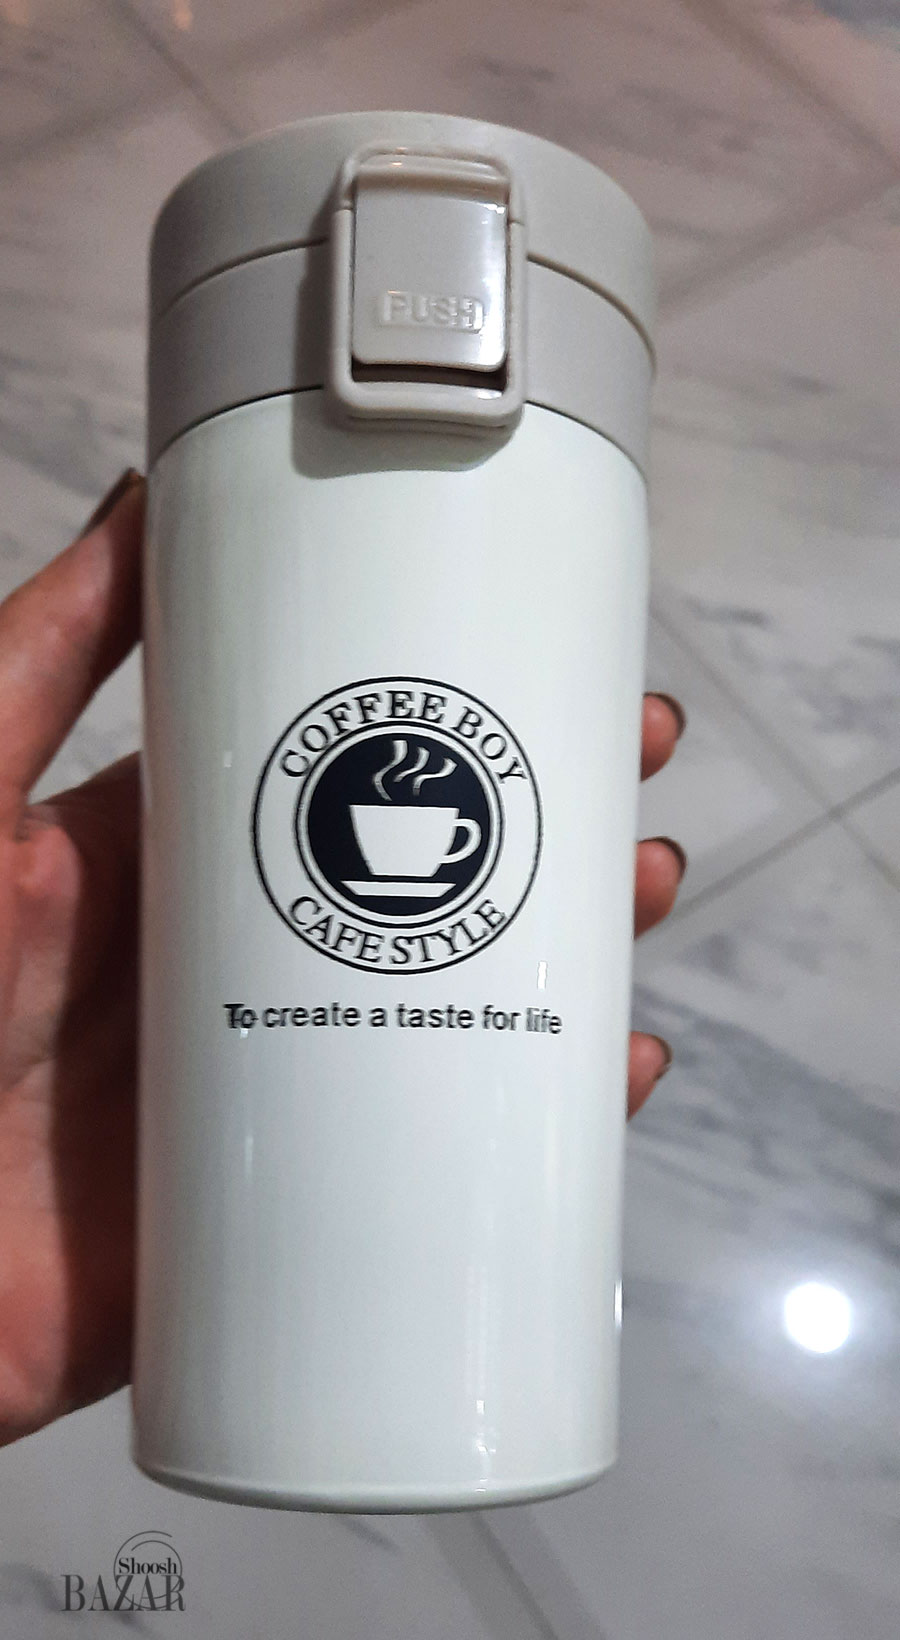 PUSH
COFFEE BOY
CAFE STYLE
To create a taste for life
Shoosh
BAZAR